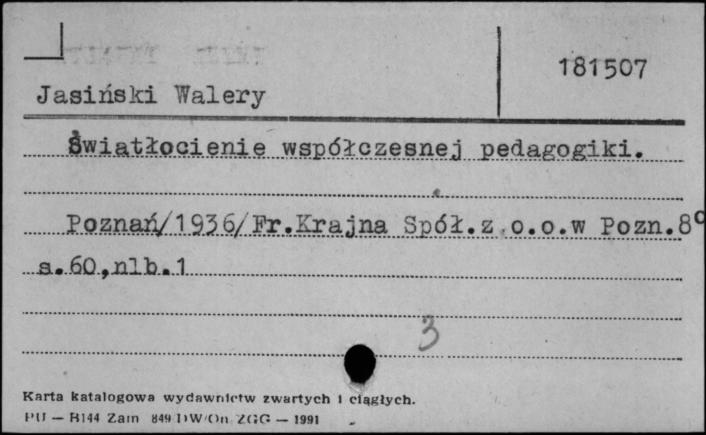 181507
Jasiński Walery
Światłocienie współczesnej pedagogiki.
Poznań/1936/Fr.Krajna Spół.z o.o.w Pozn.8°
s.60,nlb.1
3
Karta katalogowa wydawnictw zwartych i ciągłych.
PU — B144 Zam 849 DW/On ZGG — 1991